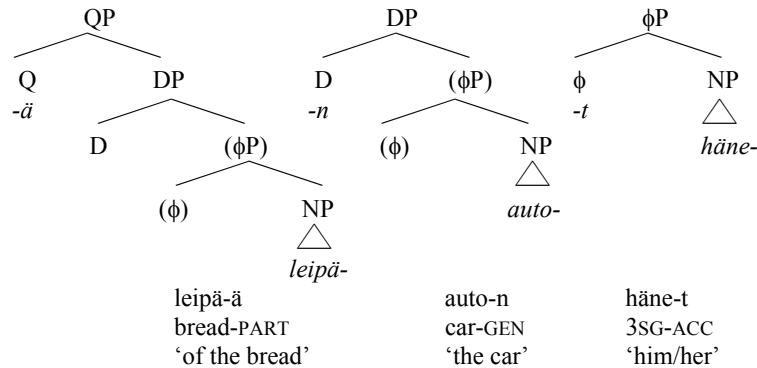 QP DP ϕP
Q DP D (ϕP) ϕ NP
-ä -n -t
D (ϕP) (ϕ) NP häne-
(ϕ) NP auto-
leipä-
leipä-ä auto-n häne-t
bread-PART car-GEN 3SG-ACC
‘of the bread’ ‘the car’ ‘him/her’